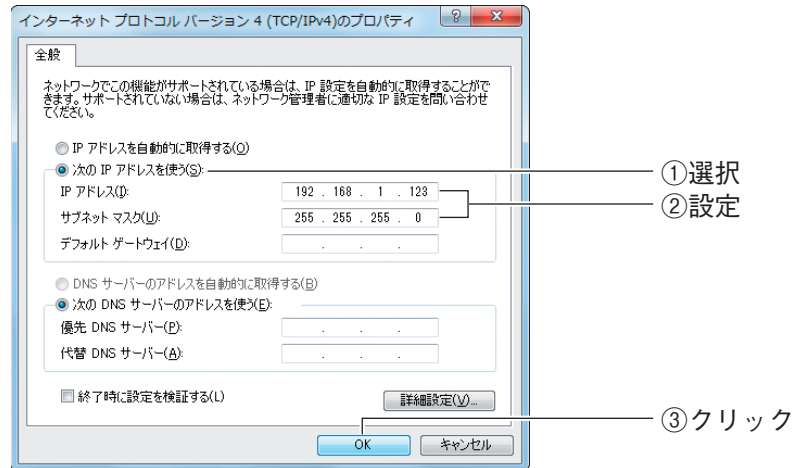 インターネット プロトコル バージョン 4 (TCP/IPv4)のプロパティ
全般
ネットワークでこの機能がサポートされている場合は、IP 設定を自動的に取得することがで
きます。サポートされていない場合は、ネットワーク管理者に適切な IP 設定を問い合わせ
てください。
IP アドレスを自動的に取得する(O)
次の IP アドレスを使う(S):
①選択
IP アドレス(I): 192 . 168 . 1 . 123
②設定
サブネット マスク(U): 255 . 255 . 255 . 0
デフォルト ゲートウェイ(D): . . .
DNS サーバーのアドレスを自動的に取得する(B)
次の DNS サーバーのアドレスを使う(E):
優先 DNS サーバー(P): . . .
代替 DNS サーバー(A): . . .
終了時に設定を検証する(L)
詳細設定(V)...
③クリック
OK キャンセル